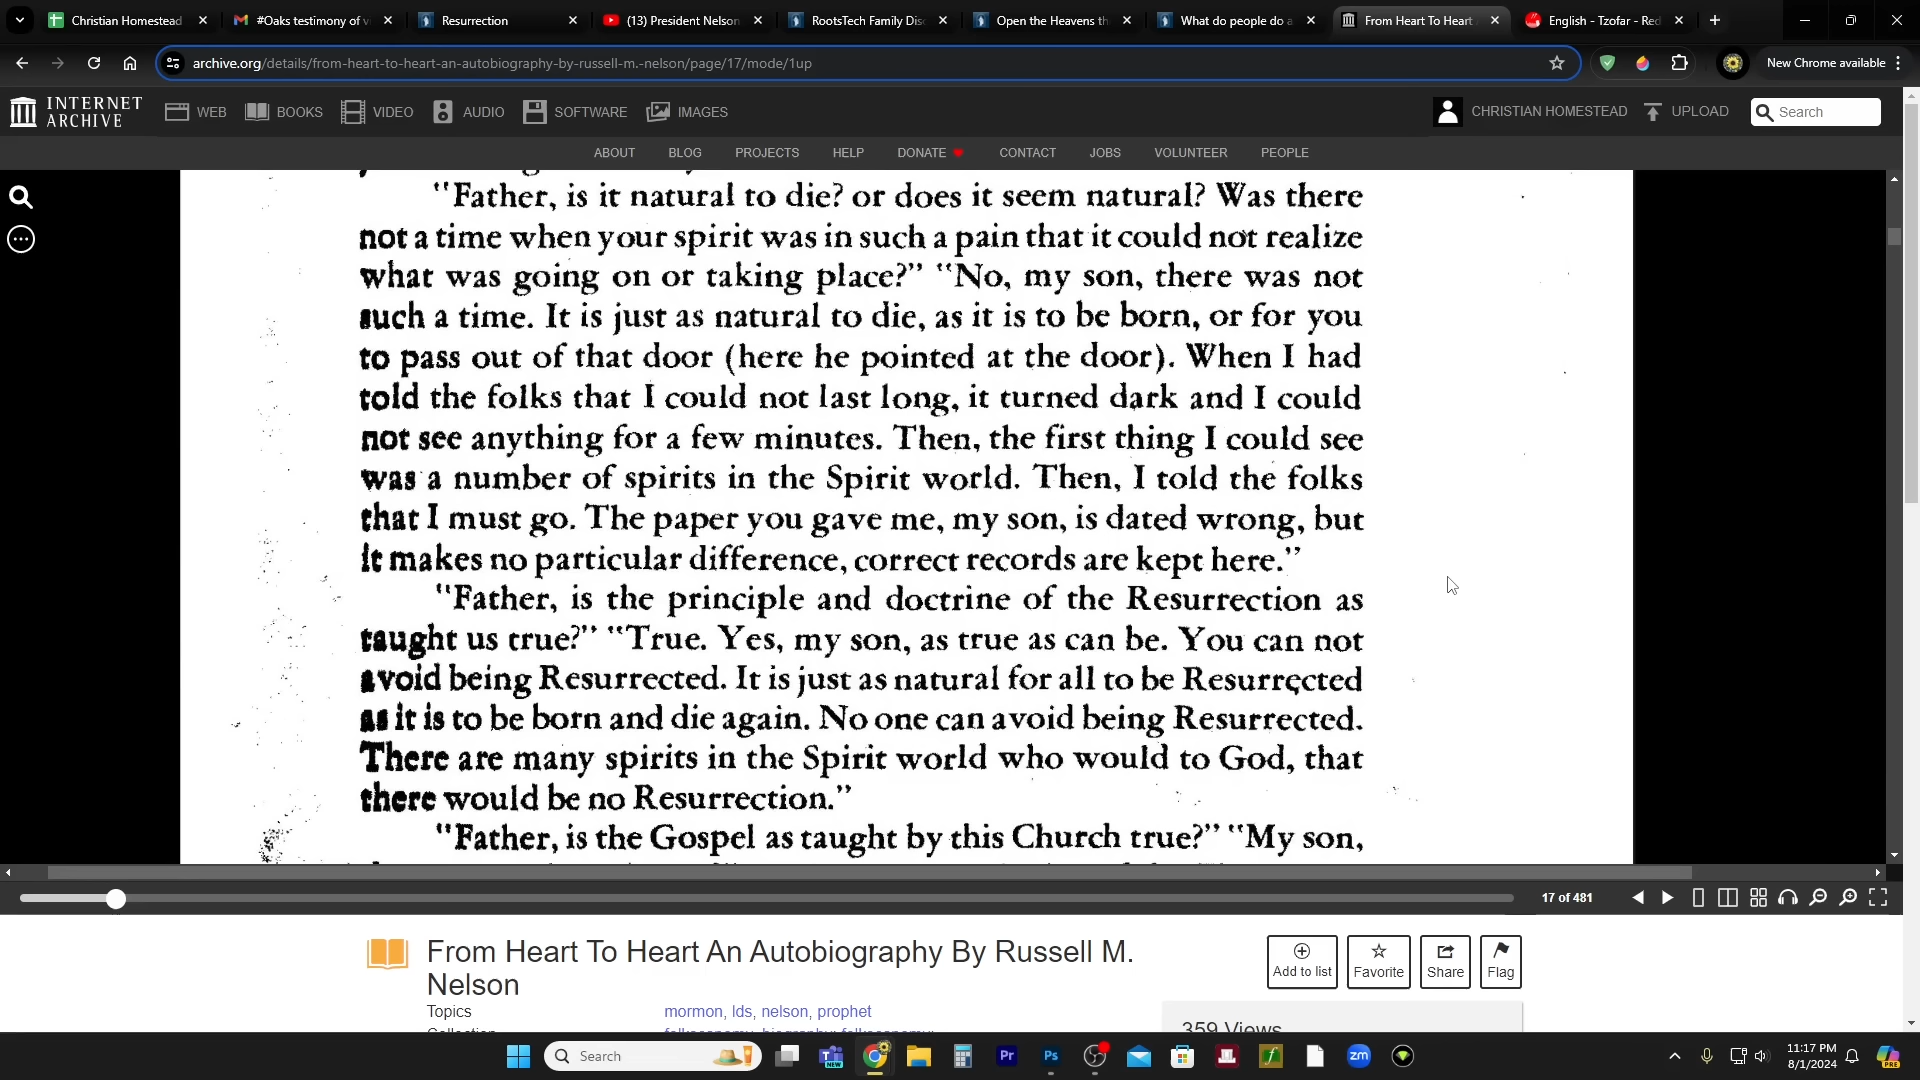 Christian Homestead
#Oaks testimony of v
Resurrection
(13) President Nelson
RootsTech Family Dis
Open the Heavens th
What do people do a
From Heart To Heart
English - Tzofar - Red
archive.org/details/from-heart-to-heart-an-autobiography-by-russell-m.-nelson/page/17/mode/1up
New Chrome available
INTERNET ARCHIVE
WEB BOOKS VIDEO AUDIO SOFTWARE IMAGES
CHRISTIAN HOMESTEAD UPLOAD Search
ABOUT BLOG PROJECTS HELP DONATE CONTACT JOBS VOLUNTEER PEOPLE
"Father, is it natural to die? or does it seem natural? Was there
not a time when your spirit was in such a pain that it could not realize
what was going on or taking place?" "No, my son, there was not
such a time. It is just as natural to die, as it is to be born, or for you
to pass out of that door (here he pointed at the door). When I had
told the folks that I could not last long, it turned dark and I could
not see anything for a few minutes. Then, the first thing I could see
was a number of spirits in the Spirit world. Then, I told the folks
that I must go. The paper you gave me, my son, is dated wrong, but
it makes no particular difference, correct records are kept here."
"Father, is the principle and doctrine of the Resurrection as
taught us true?" "True. Yes, my son, as true as can be. You can not
avoid being Resurrected. It is just as natural for all to be Resurrected
as it is to be born and die again. No one can avoid being Resurrected.
There are many spirits in the Spirit world who would to God, that
there would be no Resurrection."
"Father, is the Gospel as taught by this Church true?" "My son,
17 of 481
From Heart To Heart An Autobiography By Russell M.
Nelson
Add to list Favorite Share Flag
Topics mormon, lds, nelson, prophet
Collection folkscanomy_biography; folkscanomy;
359 Views
Search
NEW
Pr
Ps
zm
11:17 PM
8/1/2024
PRE